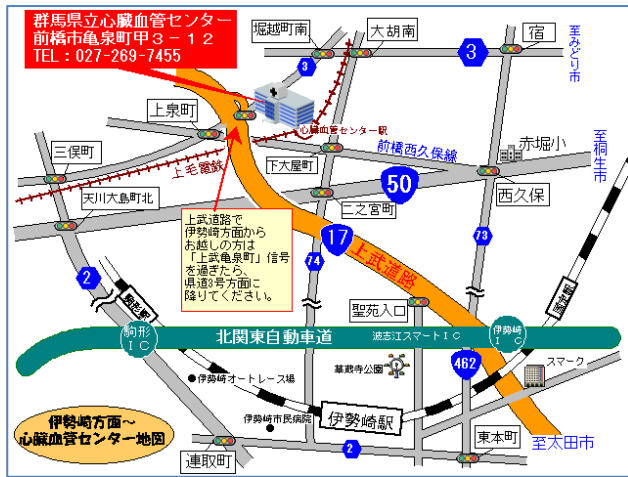 群馬県立心臓血管センター
前橋市亀泉町甲3－12
TEL：027-269-7455
堀越町南
大胡南
宿
至みどり市
3
3
上泉町
心臓血管センター駅
三俣町
上毛電鉄
下大屋町
前橋西久保線
赤堀小
至桐生市
天川大島町北
50
二之宮町
西久保
上武道路で
伊勢崎方面から
お越しの方は
「上武亀泉町」信号
を過ぎたら、
県道3号方面に
降りてください。
17
上武道路
73
74
2
駒形駅
聖苑入口
駒形
IC
北関東自動車道
波志江スマートIC
伊勢崎
IC
462
スマーク
華蔵寺公園
伊勢崎オートレース場
伊勢崎市民病院
伊勢崎駅
伊勢崎方面～
心臓血管センター地図
連取町
2
東本町
至太田市